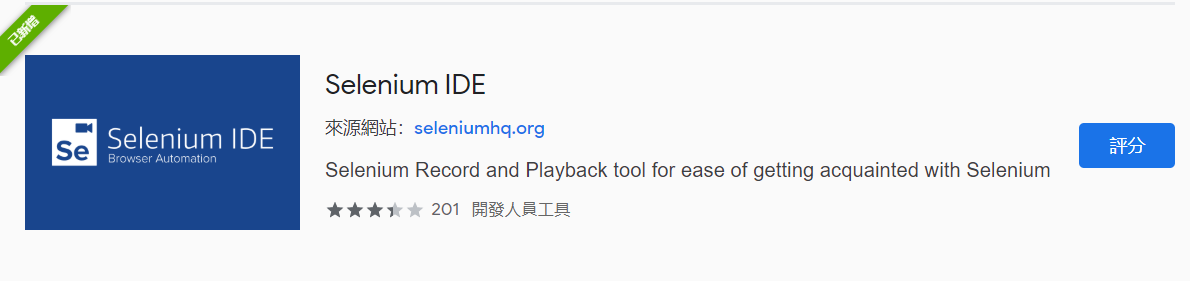 已新增
Se Selenium IDE
Browser Automation
Selenium IDE
來源網站：seleniumhq.org
Selenium Record and Playback tool for ease of getting acquainted with Selenium
201 開發人員工具
評分